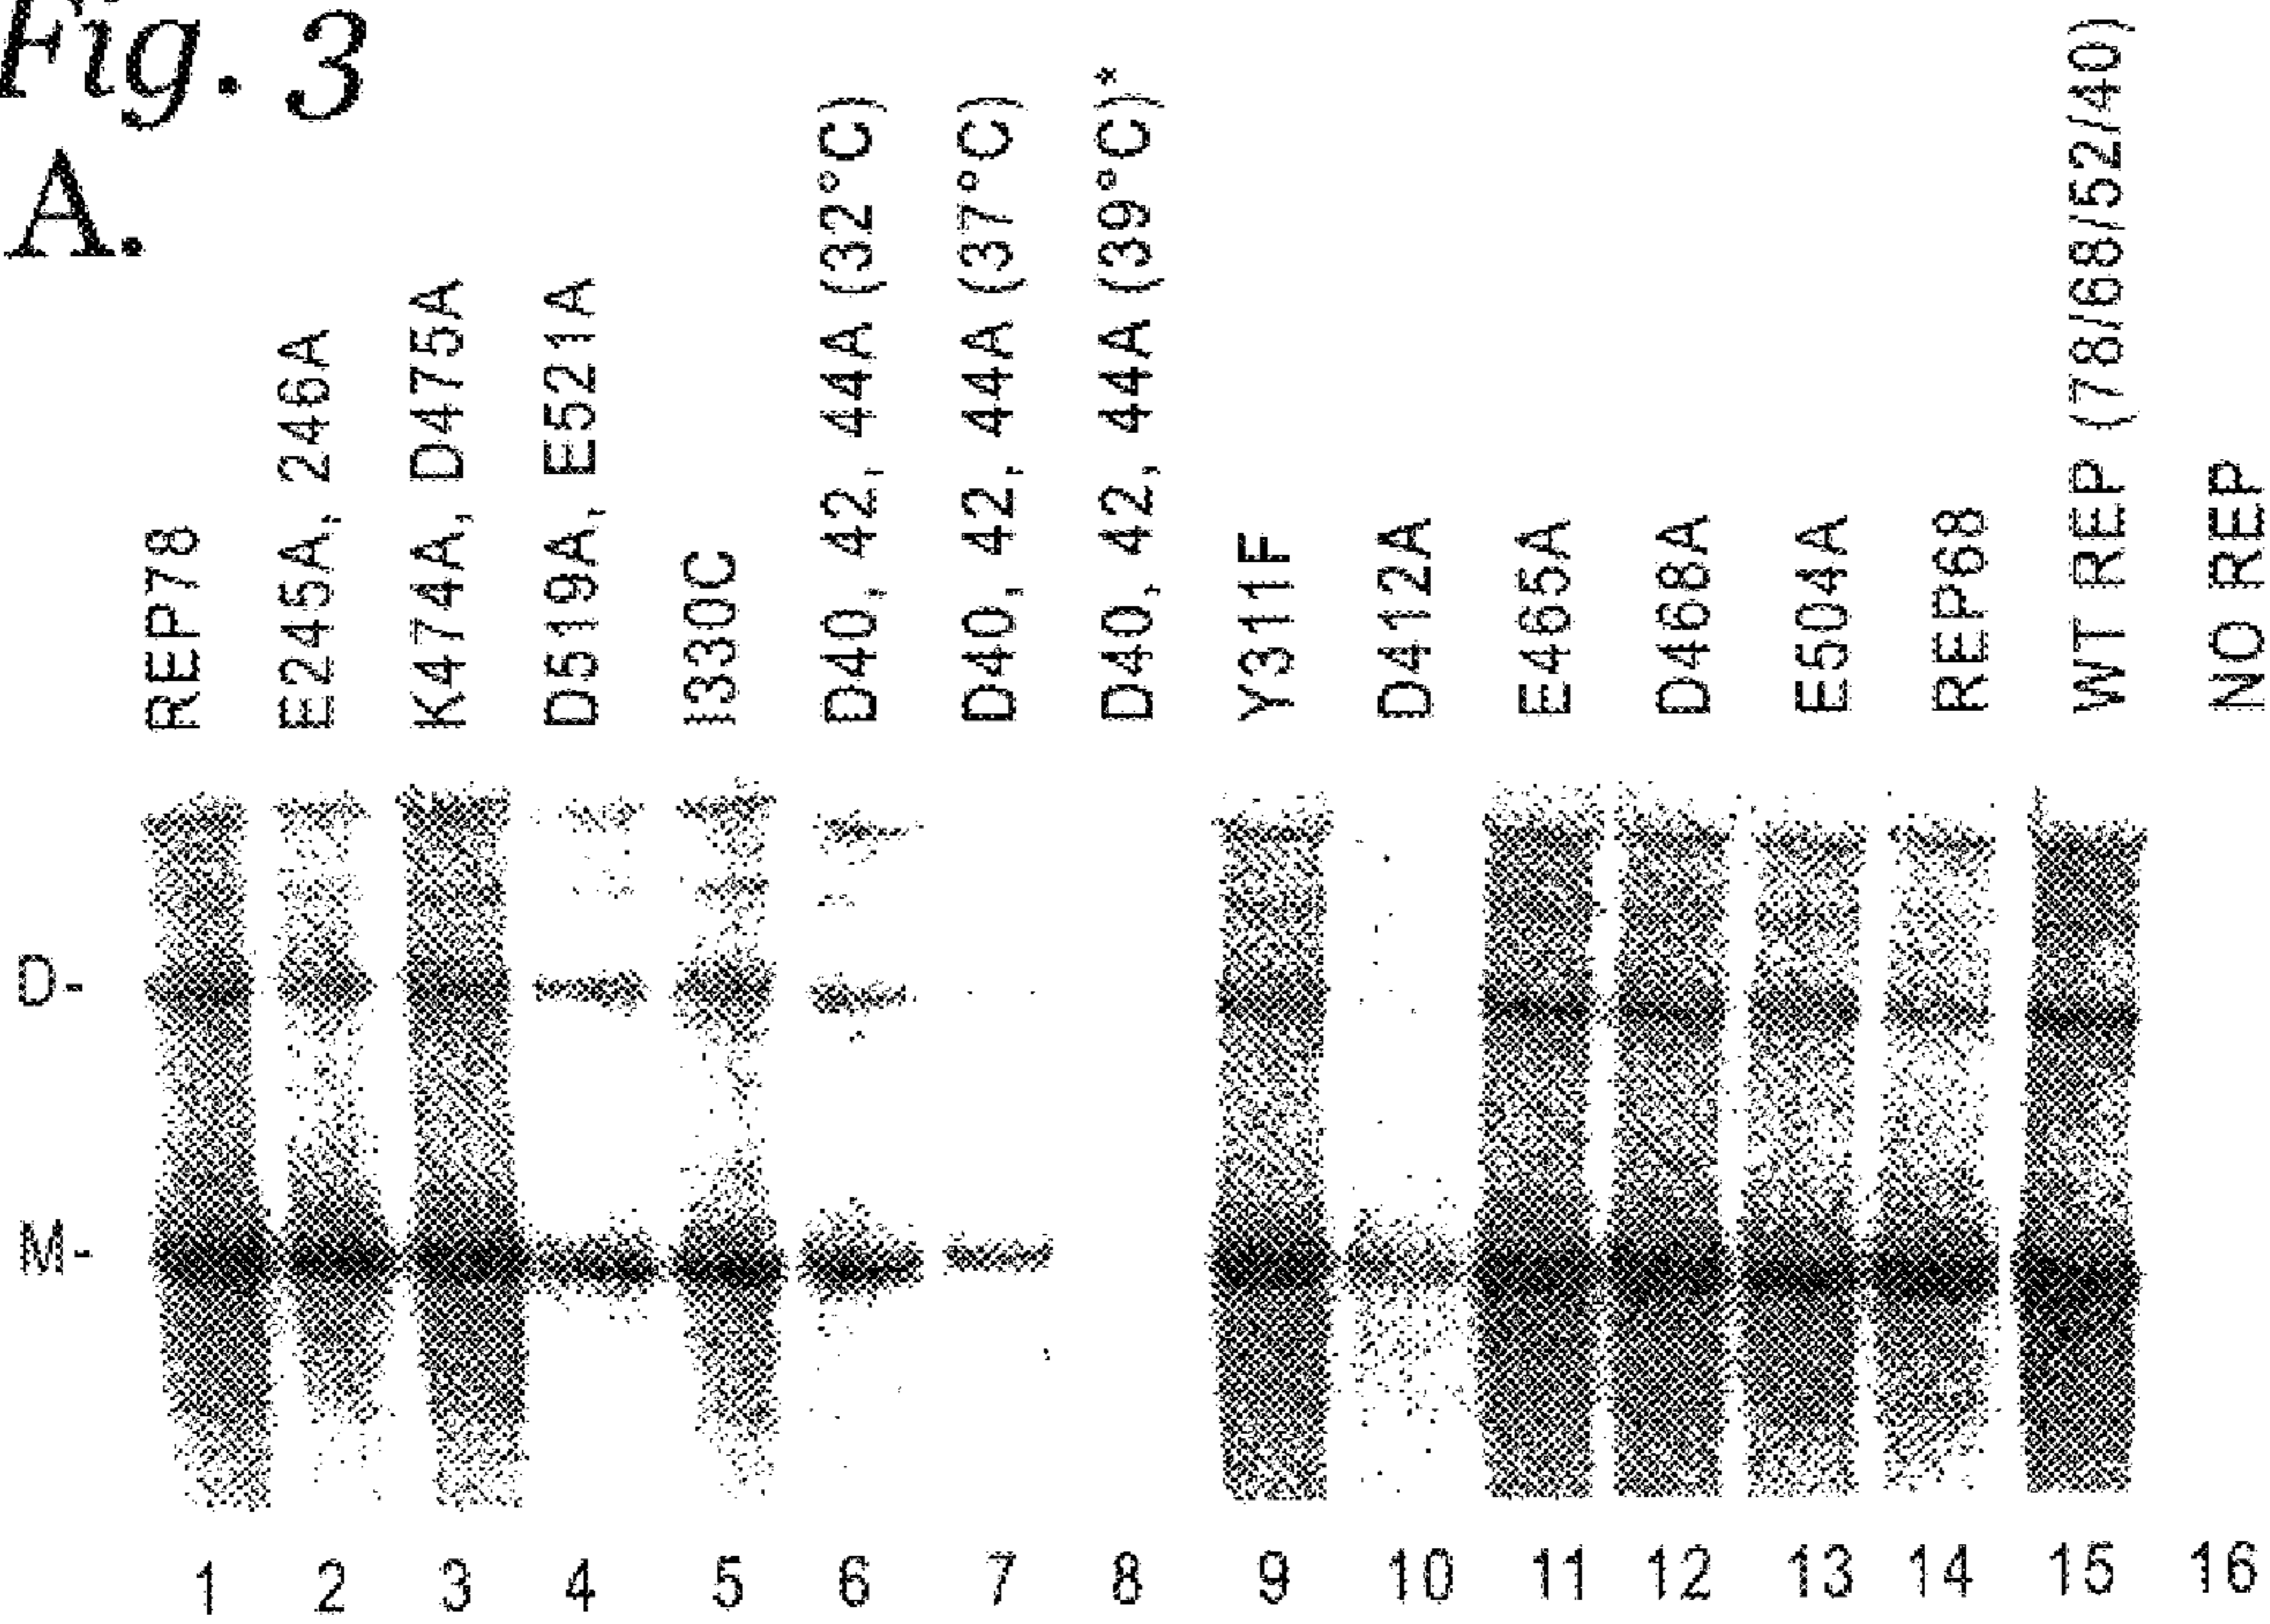 Fig. 3
A.
REP78
E245A, 246A
K474A, D475A
D519A, E521A
I330C
D40, 42, 44A (32°C)
D40, 42, 44A (37°C)
D40, 42, 44A (39°C)*
Y311F
D412A
E465A
D468A
E504A
REP68
WT REP (78/68/52/40)
NO REP
D-
M-
1 2 3 4 5 6 7 8 9 10 11 12 13 14 15 16